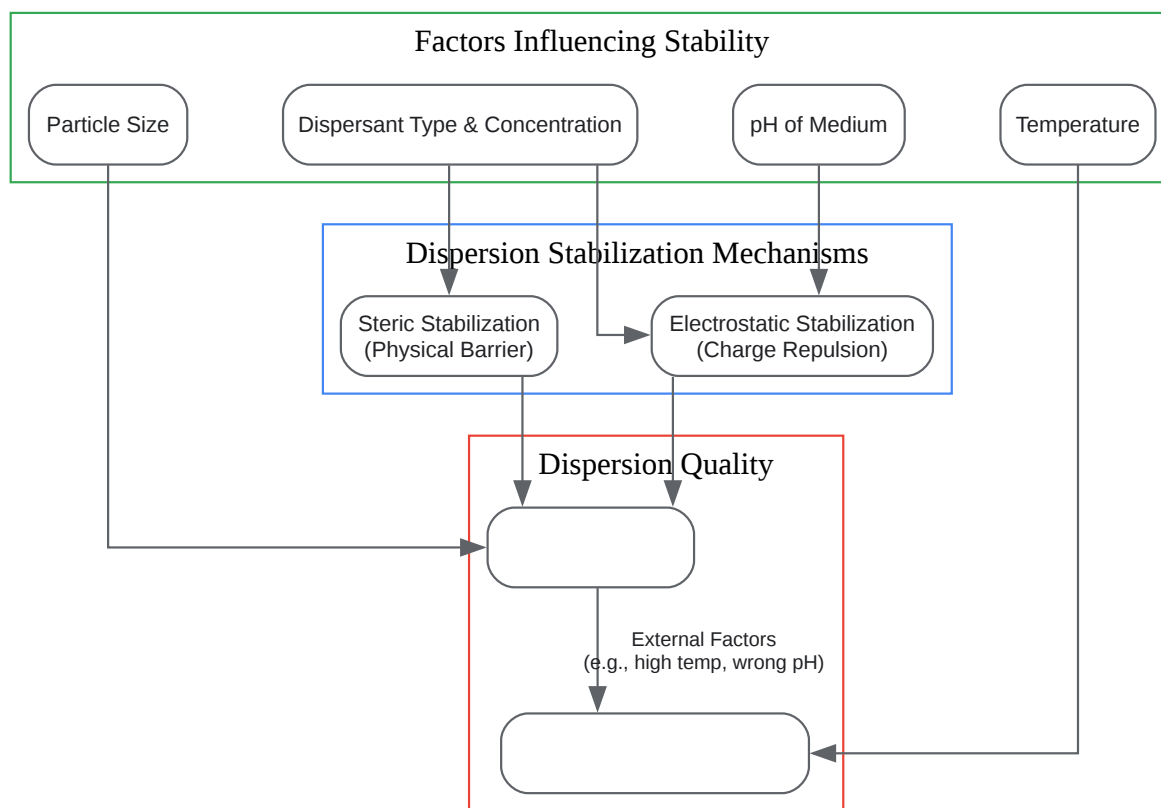 Factors Influencing Stability
Particle Size
Dispersant Type & Concentration
pH of Medium
Temperature
Dispersion Stabilization Mechanisms
Steric Stabilization
(Physical Barrier)
Electrostatic Stabilization
(Charge Repulsion)
Dispersion Quality
External Factors
(e.g., high temp, wrong pH)